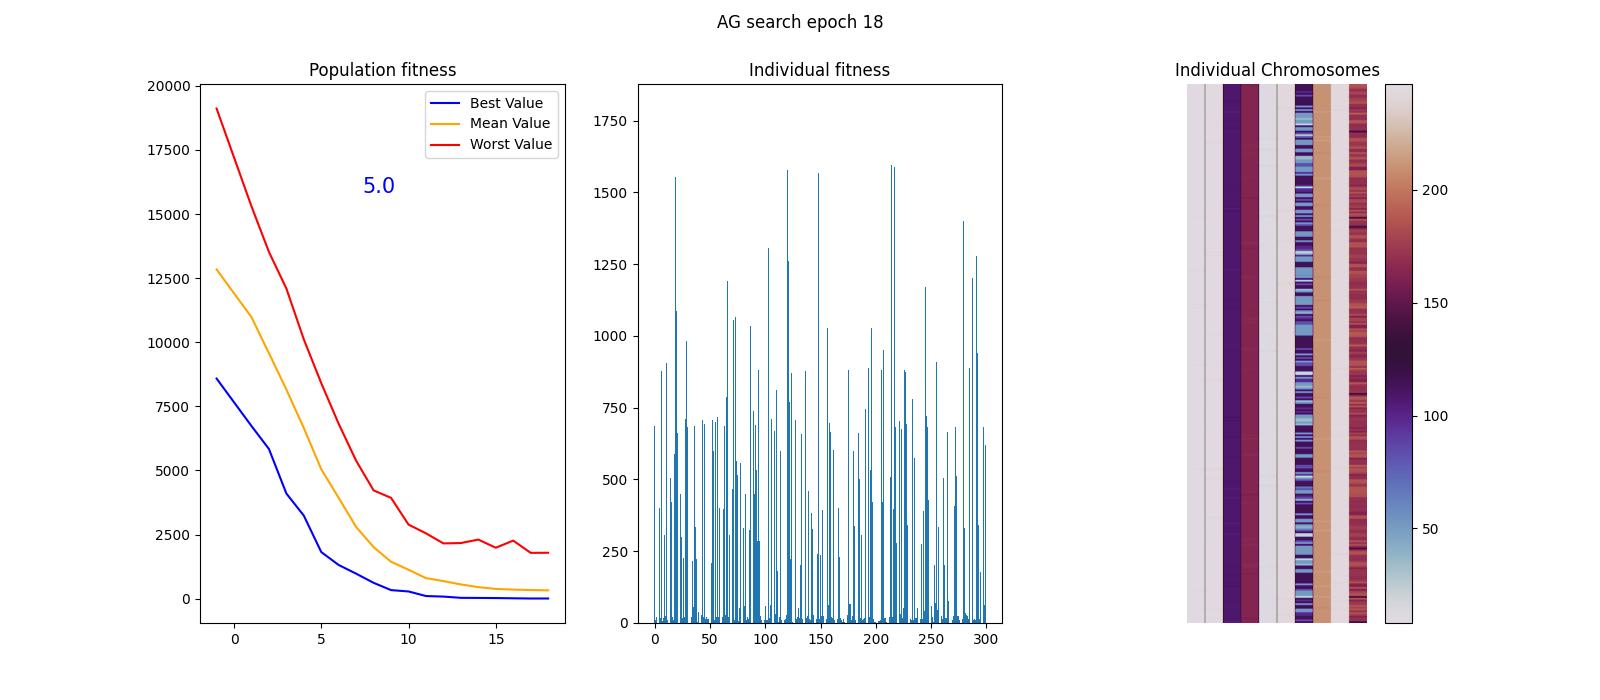 AG search epoch 18
Population fitness
20000
17500
15000
12500
10000
7500
5000
2500
0
0 5 10 15
Best Value
Mean Value
Worst Value
5.0
Individual fitness
1750
1500
1250
1000
750
500
250
0
0 50 100 150 200 250 300
Individual Chromosomes
200
150
100
50